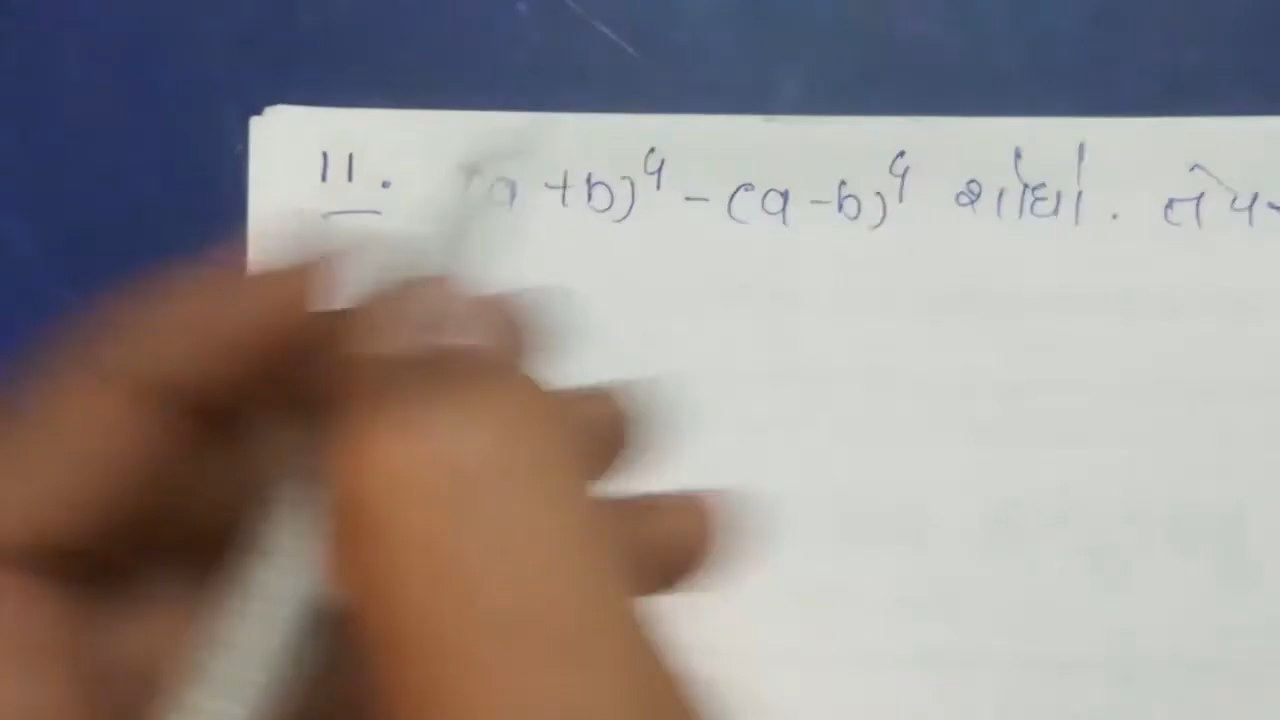 11. (a+b)⁴ - (a-b)⁴ શોધો. તે પ